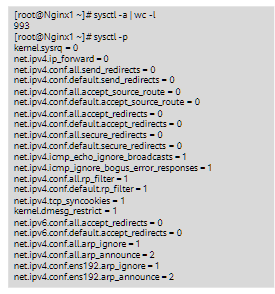 [root@Nginx1 ~]# sysctl -a | wc -l
993
[root@Nginx1 ~]# sysctl -p
kernel.sysrq = 0
net.ipv4.ip_forward = 0
net.ipv4.conf.all.send_redirects = 0
net.ipv4.conf.default.send_redirects = 0
net.ipv4.conf.all.accept_source_route = 0
net.ipv4.conf.default.accept_source_route = 0
net.ipv4.conf.all.accept_redirects = 0
net.ipv4.conf.default.accept_redirects = 0
net.ipv4.conf.all.secure_redirects = 0
net.ipv4.conf.default.secure_redirects = 0
net.ipv4.icmp_echo_ignore_broadcasts = 1
net.ipv4.icmp_ignore_bogus_error_responses = 1
net.ipv4.conf.all.rp_filter = 1
net.ipv4.conf.default.rp_filter = 1
net.ipv4.tcp_syncookies = 1
kernel.dmesg_restrict = 1
net.ipv6.conf.all.accept_redirects = 0
net.ipv6.conf.default.accept_redirects = 0
net.ipv4.conf.all.arp_ignore = 1
net.ipv4.conf.all.arp_announce = 2
net.ipv4.conf.ens192.arp_ignore = 1
net.ipv4.conf.ens192.arp_announce = 2